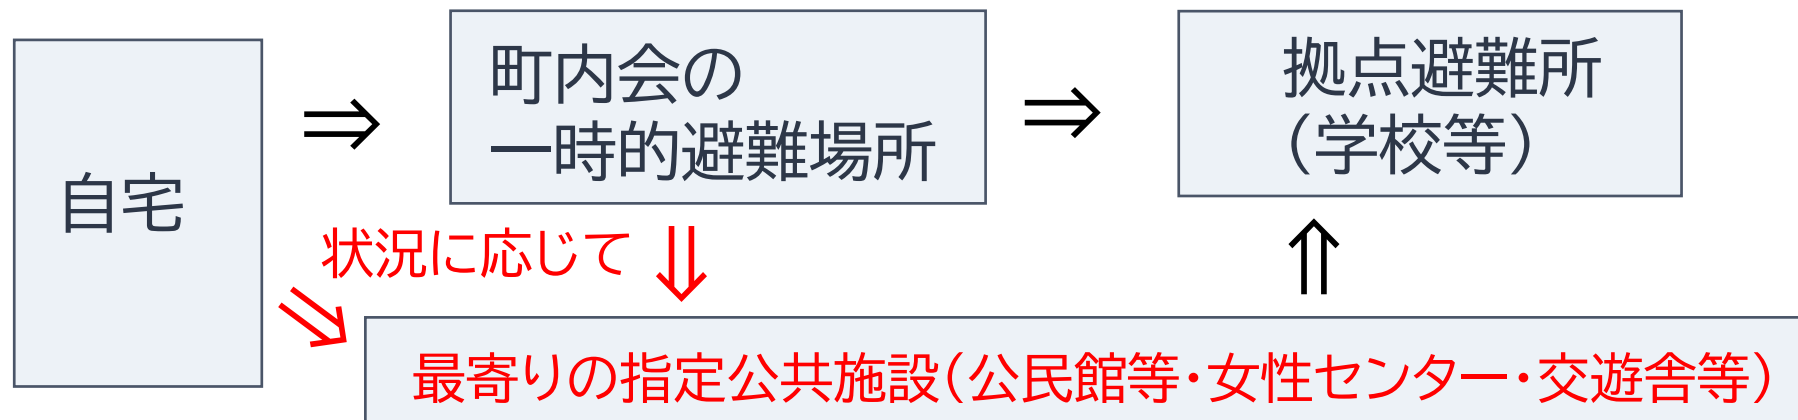 自宅
⇒
町内会の
一時的避難場所
⇒
拠点避難所
（学校等）
状況に応じて
⇓
⇘
⇑
最寄りの指定公共施設（公民館等・女性センター・交遊舎等）